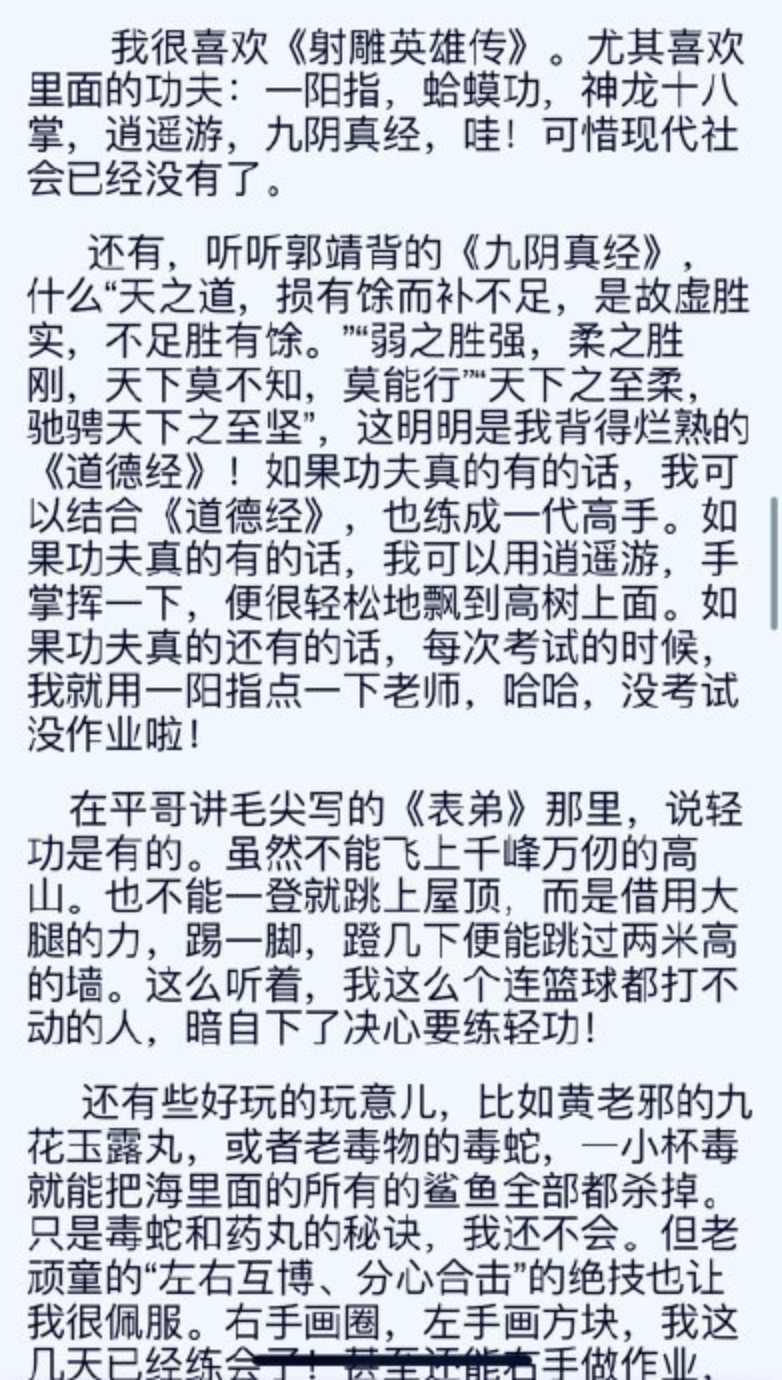 我很喜欢《射雕英雄传》。尤其喜欢
里面的功夫：一阳指，蛤蟆功，神龙十八
掌，逍遥游，九阴真经，哇！可惜现代社
会已经没有了。
还有，听听郭靖背的《九阴真经》，
什么“天之道，损有馀而补不足，是故虚胜
实，不足胜有馀。”“弱之胜强，柔之胜
刚，天下莫不知，莫能行”“天下之至柔，
驰骋天下之至坚”，这明明是我背得烂熟的
《道德经》！如果功夫真的有的话，我可
以结合《道德经》，也练成一代高手。如
果功夫真的有的话，我可以用逍遥游，手
掌挥一下，便很轻松地飘到高树上面。如
果功夫真的还有的话，每次考试的时候，
我就用一阳指点一下老师，哈哈，没考试
没作业啦！
在平哥讲毛尖写的《表弟》那里，说轻
功是有的。虽然不能飞上千峰万仞的高
山。也不能一登就跳上屋顶，而是借用大
腿的力，踢一脚，蹬几下便能跳过两米高
的墙。这么听着，我这么个连篮球都打不
动的人，暗自下了决心要练轻功！
还有些好玩的玩意儿，比如黄老邪的九
花玉露丸，或者老毒物的毒蛇，一小杯毒
就能把海里面的所有的鲨鱼全部都杀掉。
只是毒蛇和药丸的秘诀，我还不会。但老
顽童的“左右互博、分心合击”的绝技也让
我很佩服。右手画圈，左手画方块，我这
几天已经练会了！甚至还能右手做作业，